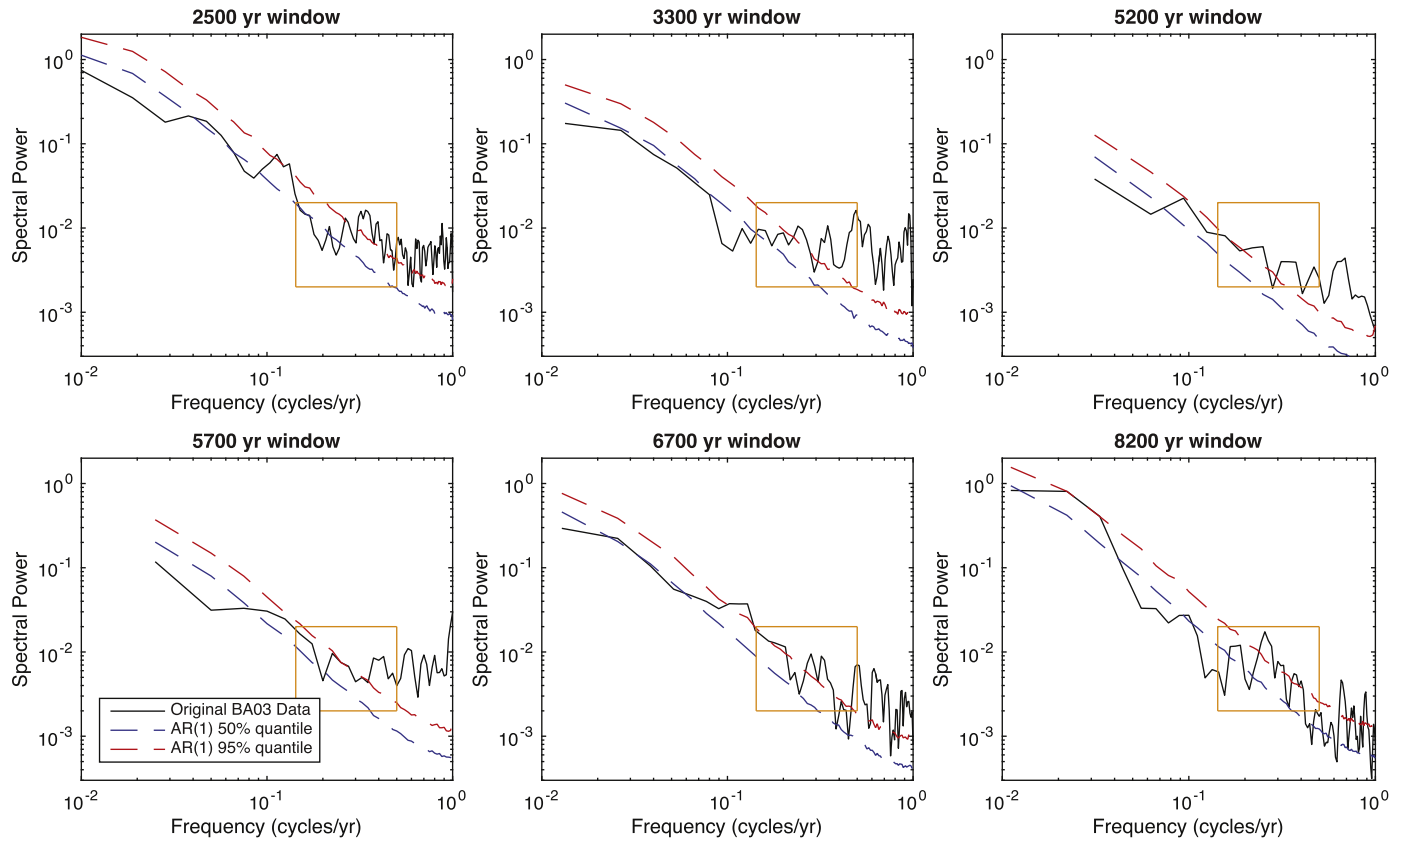 2500 yr window
10^0
10^-1
10^-2
10^-3
Spectral Power
10^-2 10^-1 10^0
Frequency (cycles/yr)
3300 yr window
10^0
10^-1
10^-2
10^-3
Spectral Power
10^-2 10^-1 10^0
Frequency (cycles/yr)
5200 yr window
10^0
10^-1
10^-2
10^-3
Spectral Power
10^-2 10^-1 10^0
Frequency (cycles/yr)
5700 yr window
10^0
10^-1
10^-2
10^-3
Spectral Power
Original BA03 Data
AR(1) 50% quantile
AR(1) 95% quantile
10^-2 10^-1 10^0
Frequency (cycles/yr)
6700 yr window
10^0
10^-1
10^-2
10^-3
Spectral Power
10^-2 10^-1 10^0
Frequency (cycles/yr)
8200 yr window
10^0
10^-1
10^-2
10^-3
Spectral Power
10^-2 10^-1 10^0
Frequency (cycles/yr)